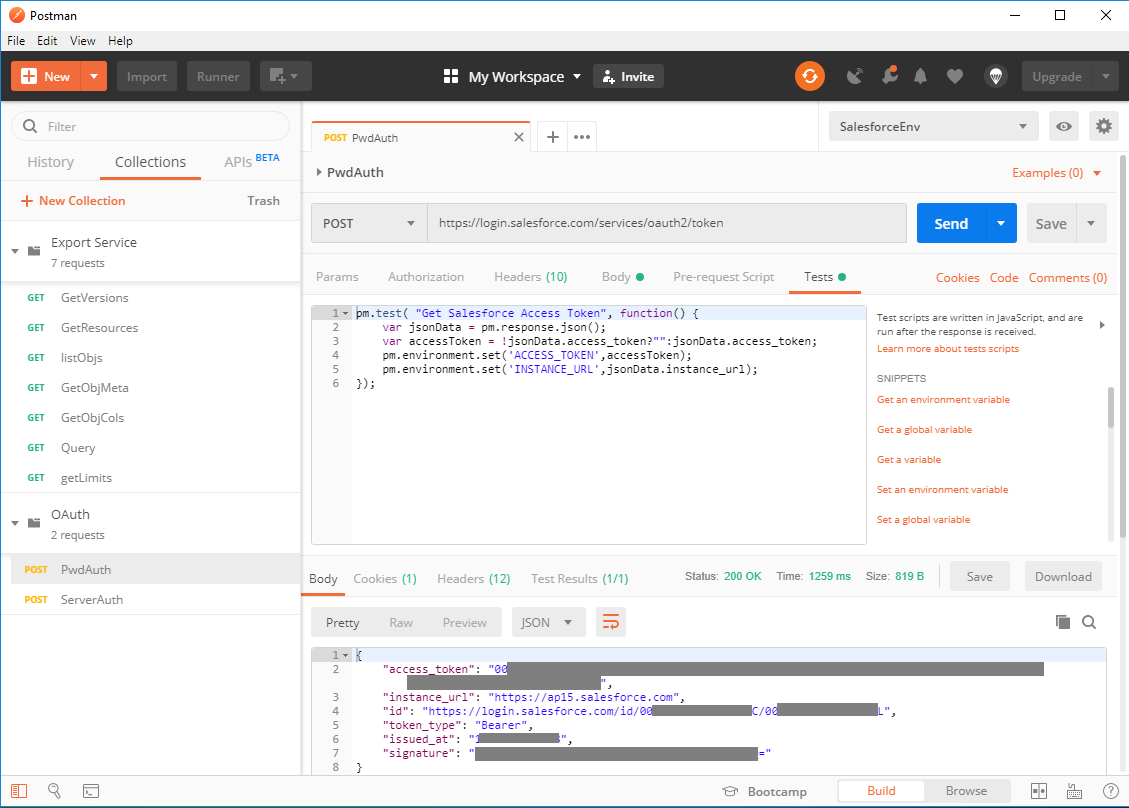 Postman
File Edit View Help
New Import Runner My Workspace Invite Upgrade
Filter
History Collections APIs BETA
New Collection Trash
Export Service
7 requests
GET GetVersions
GET GetResources
GET listObjs
GET GetObjMeta
GET GetObjCols
GET Query
GET getLimits
OAuth
2 requests
POST PwdAuth
POST ServerAuth
POST PwdAuth
SalesforceEnv
PwdAuth
Examples (0)
POST https://login.salesforce.com/services/oauth2/token Send Save
Params Authorization Headers (10) Body Pre-request Script Tests Cookies Code Comments (0)
1 pm.test( "Get Salesforce Access Token", function() {
2 var jsonData = pm.response.json();
3 var accessToken = !jsonData.access_token?"":jsonData.access_token;
4 pm.environment.set('ACCESS_TOKEN',accessToken);
5 pm.environment.set('INSTANCE_URL',jsonData.instance_url);
6 });
Test scripts are written in JavaScript, and are
run after the response is received.
Learn more about tests scripts
SNIPPETS
Get an environment variable
Get a global variable
Get a variable
Set an environment variable
Set a global variable
Body Cookies (1) Headers (12) Test Results (1/1) Status: 200 OK Time: 1259 ms Size: 819 B Save Download
Pretty Raw Preview JSON
1 {
2 "access_token": "00
",
3 "instance_url": "https://ap15.salesforce.com",
4 "id": "https://login.salesforce.com/id/00 C/00 L",
5 "token_type": "Bearer",
6 "issued_at": "1 ",
7 "signature": " ="
8 }
Bootcamp Build Browse